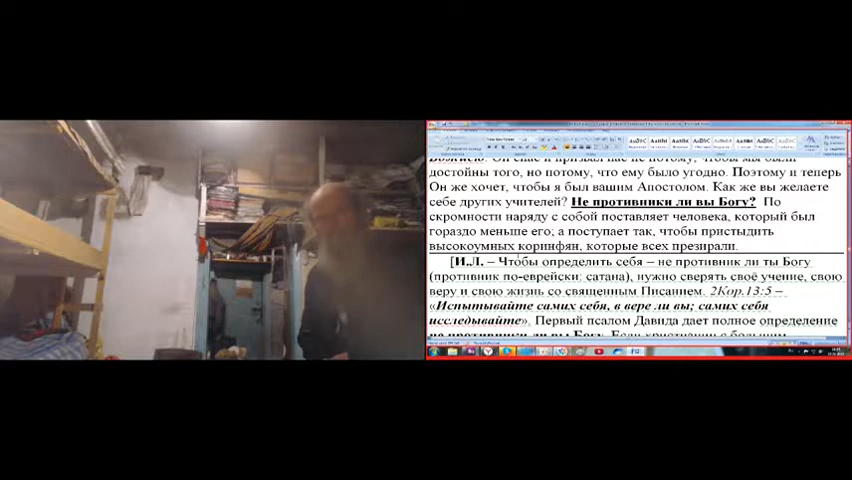 достойны того, но потому, что ему было угодно. Поэтому и теперь
Он же хочет, чтобы я был вашим Апостолом. Как же вы желаете
себе других учителей? Не противники ли вы Богу? По
скромности наряду с собой поставляет человека, который был
гораздо меньше его; а поступает так, чтобы пристыдить
высокоумных коринфян, которые всех презирали.
[И.Л. – Чтобы определить себя – не противник ли ты Богу
(противник по-еврейски: сатана), нужно сверять своё учение, свою
веру и свою жизнь со священным Писанием. 2Кор.13:5 –
«Испытывайте самих себя, в вере ли вы; самих себя
исследывайте». Первый псалом Давида дает полное определение